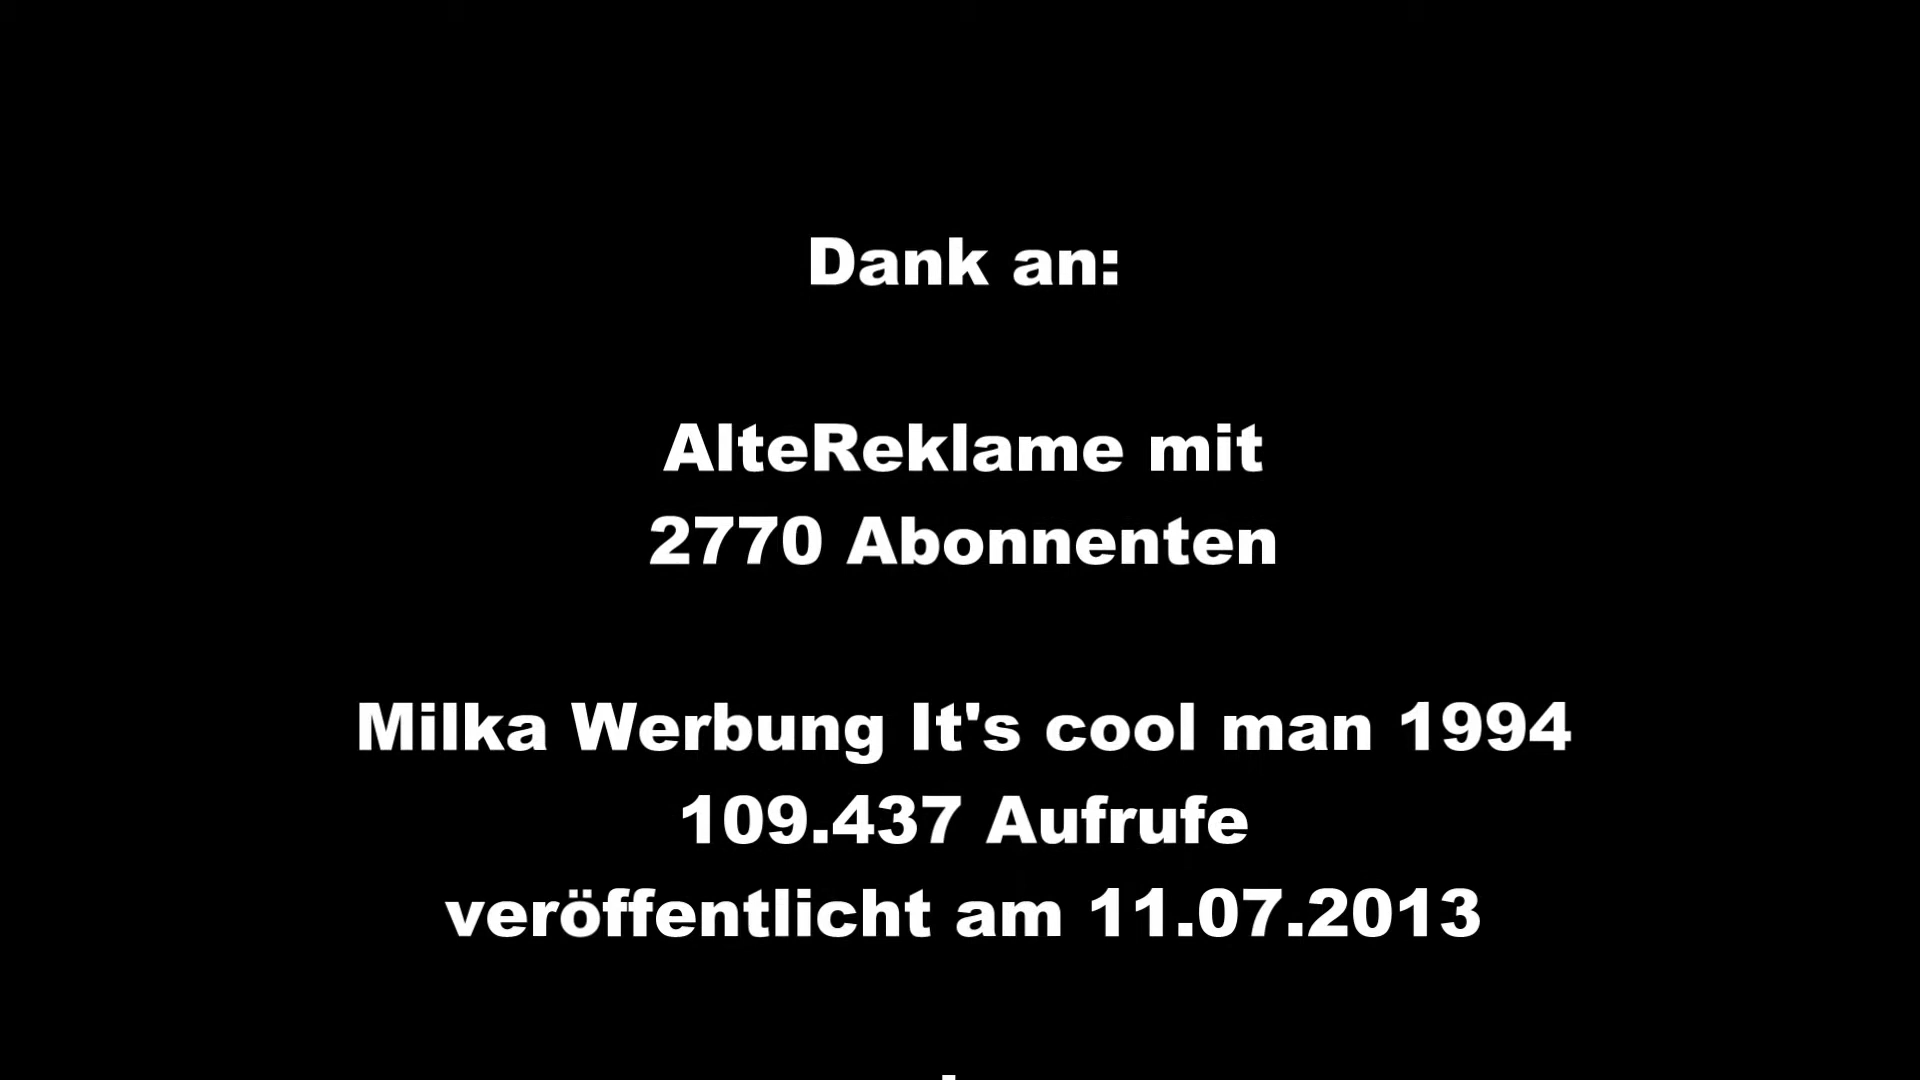 Dank an:
AlteReklame mit
2770 Abonnenten
Milka Werbung It's cool man 1994
109.437 Aufrufe
veröffentlicht am 11.07.2013